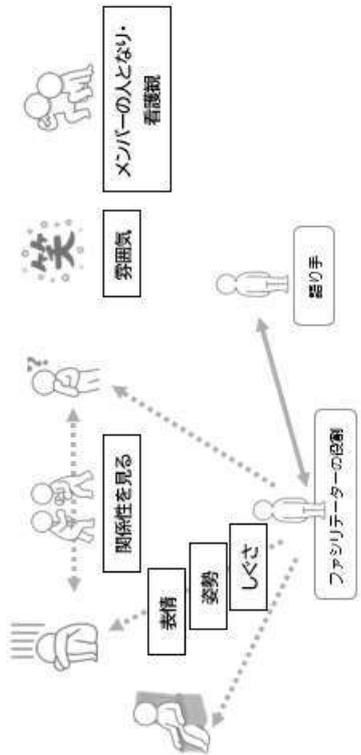 笑
メンバーの人となり・
看護観
雰囲気
?
関係性を見る
表情
姿勢
しぐさ
語り手
ファシリテーターの役割